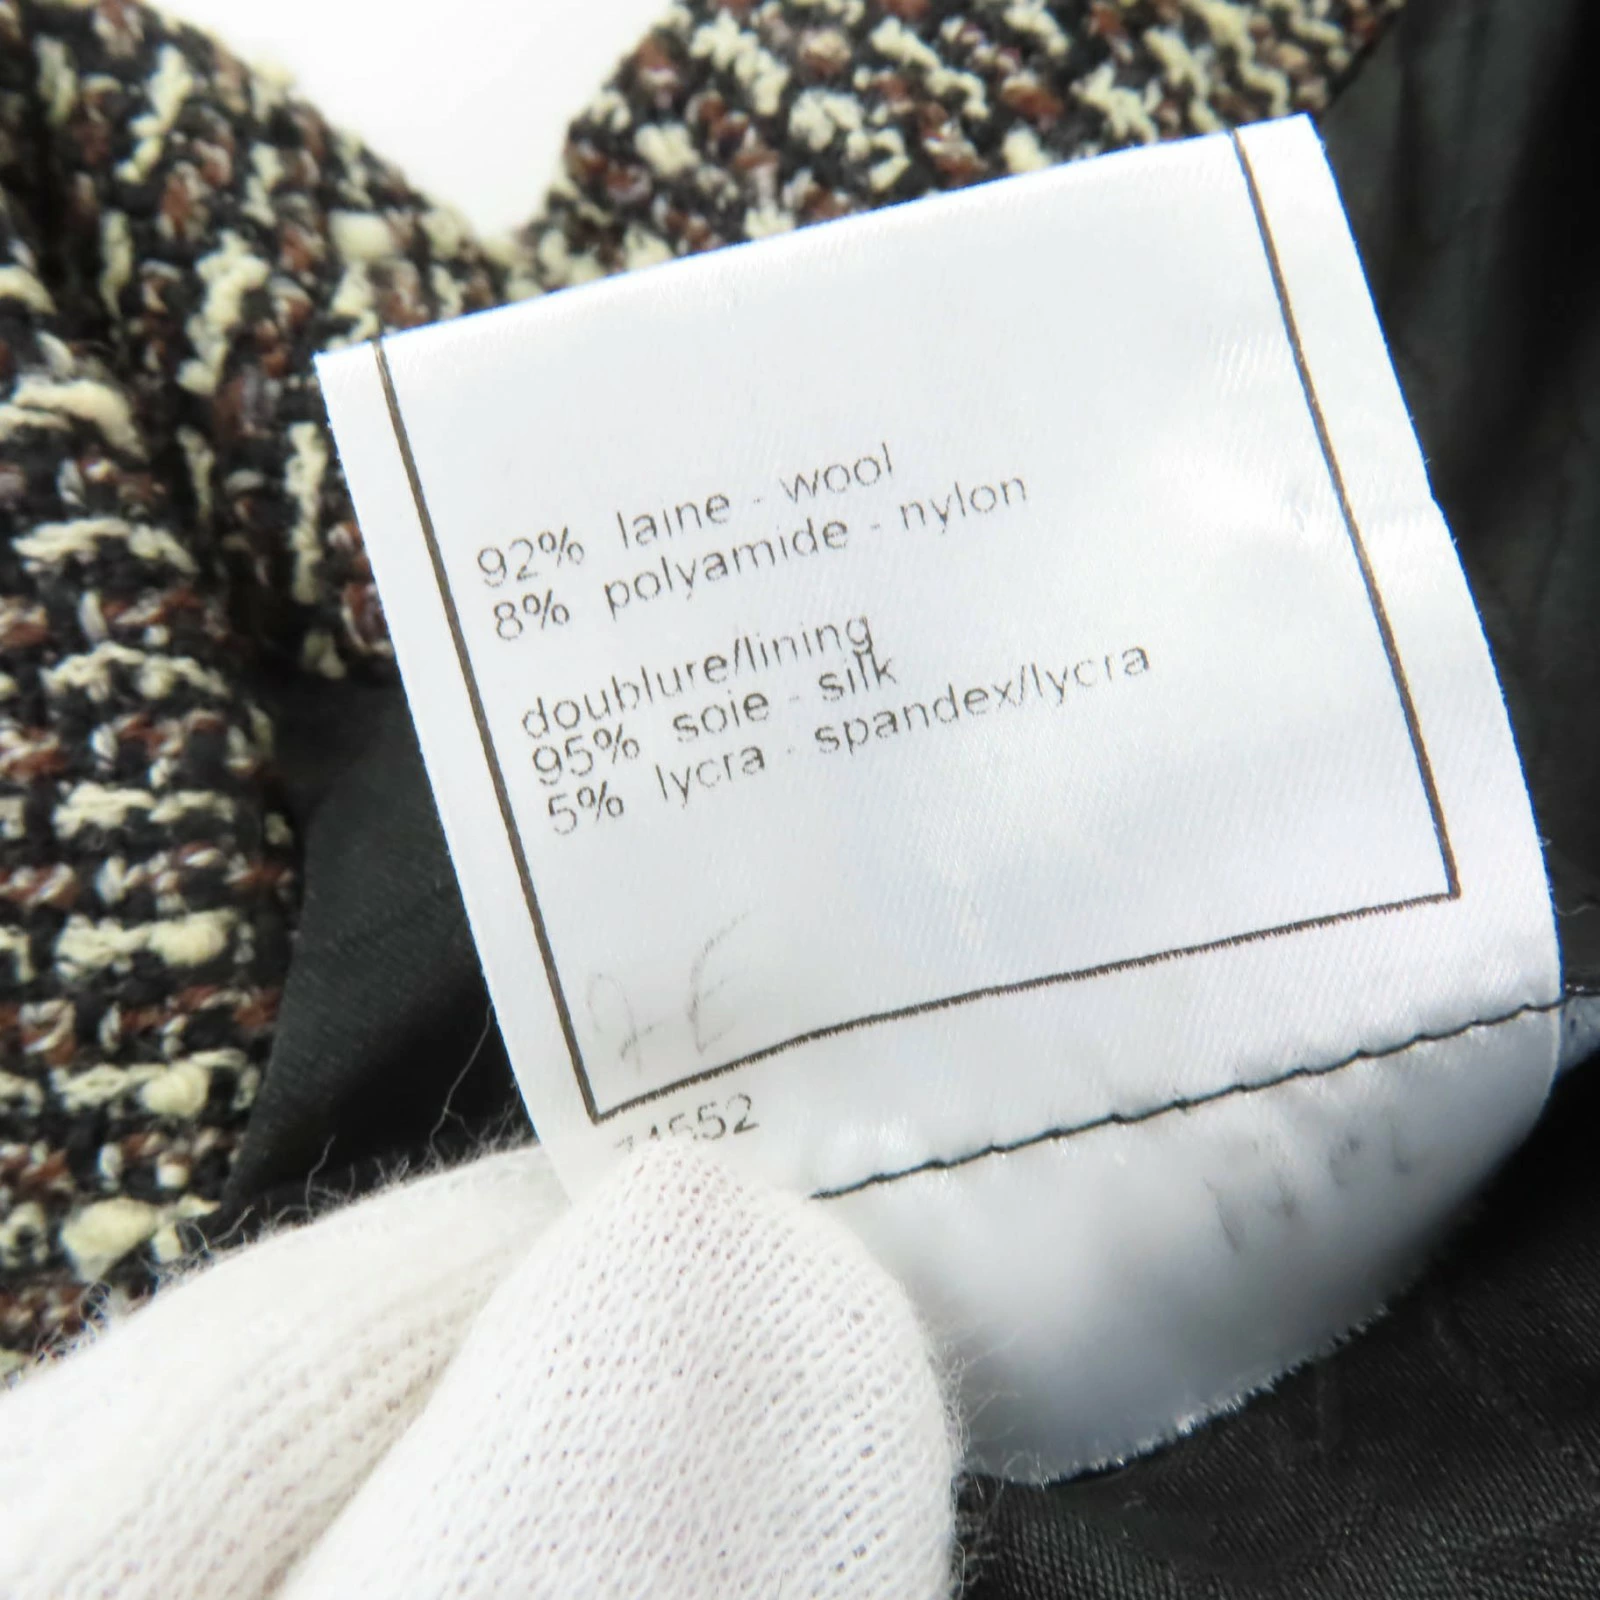 92% laine - wool
8% polyamide - nylon
doublure/lining
95% soie - silk
5% lycra - spandex/lycra